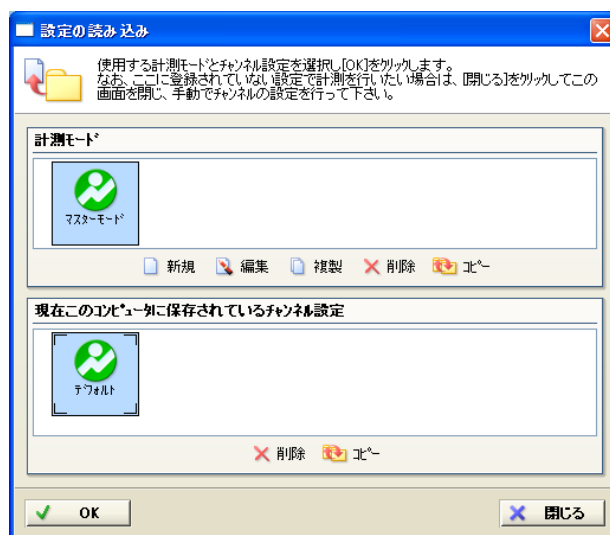 設定の読み込み
使用する計測ﾓｰﾄﾞとﾁｬﾝﾈﾙ設定を選択し[OK]をｸﾘｯｸします。
なお、ここに登録されていない設定で計測を行いたい場合は、[閉じる]をｸﾘｯｸしてこの
画面を閉じ、手動でﾁｬﾝﾈﾙの設定を行って下さい。
計測ﾓｰﾄﾞ
ﾏｽﾀｰﾓｰﾄﾞ
新規 編集 複製 削除 ｺﾋﾟｰ
現在このｺﾝﾋﾟｭｰﾀに保存されているﾁｬﾝﾈﾙ設定
ﾃﾞﾌｫﾙﾄ
削除 ｺﾋﾟｰ
OK 閉じる